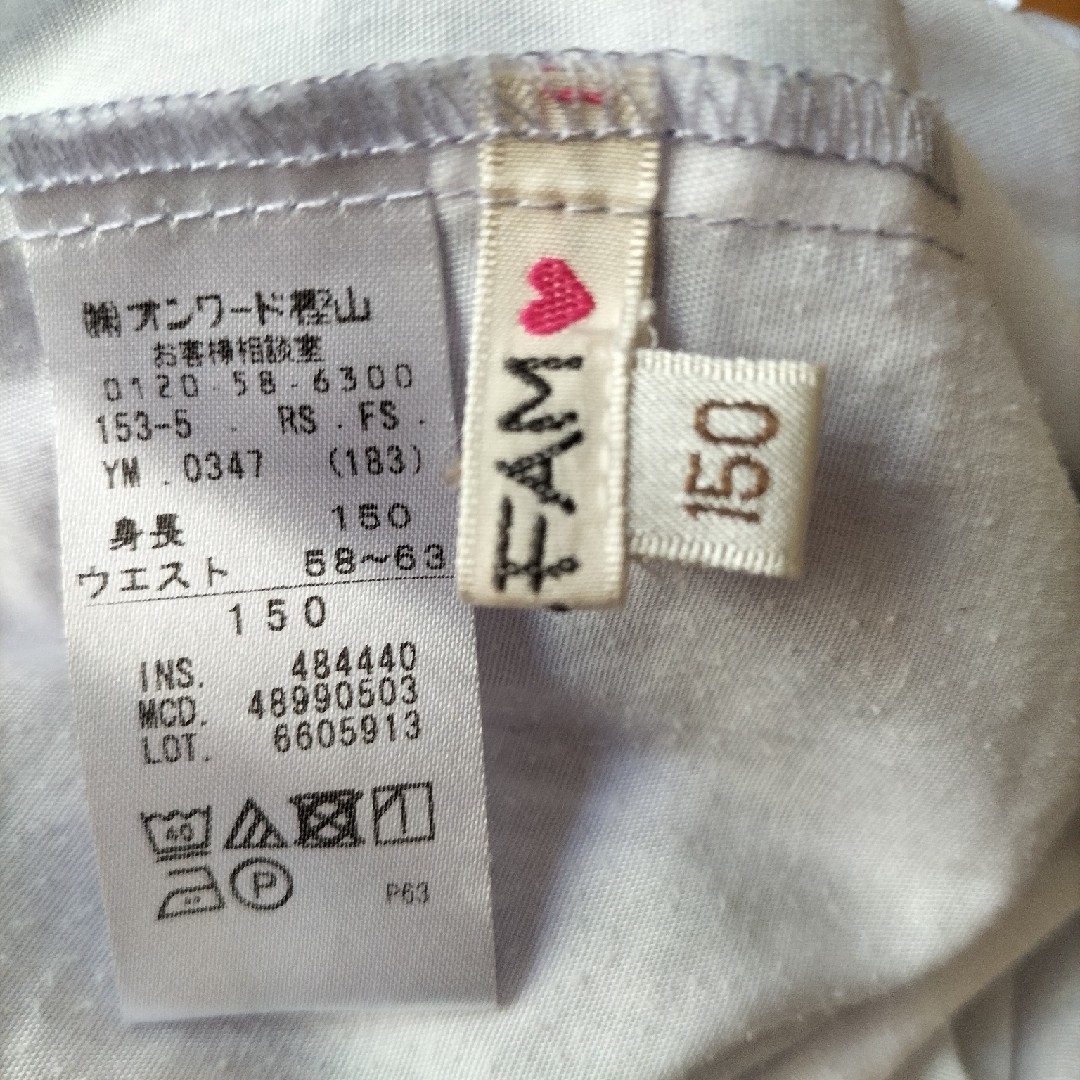 ㈱オンワード樫山
お客様相談室
0120-58-6300
153-5 . RS . FS .
YM . 0347 (183)
身長 150
ウエスト 58~63
150
INS. 484440
MCD. 48990503
LOT. 6605913
40
P
P63
.FAM
150